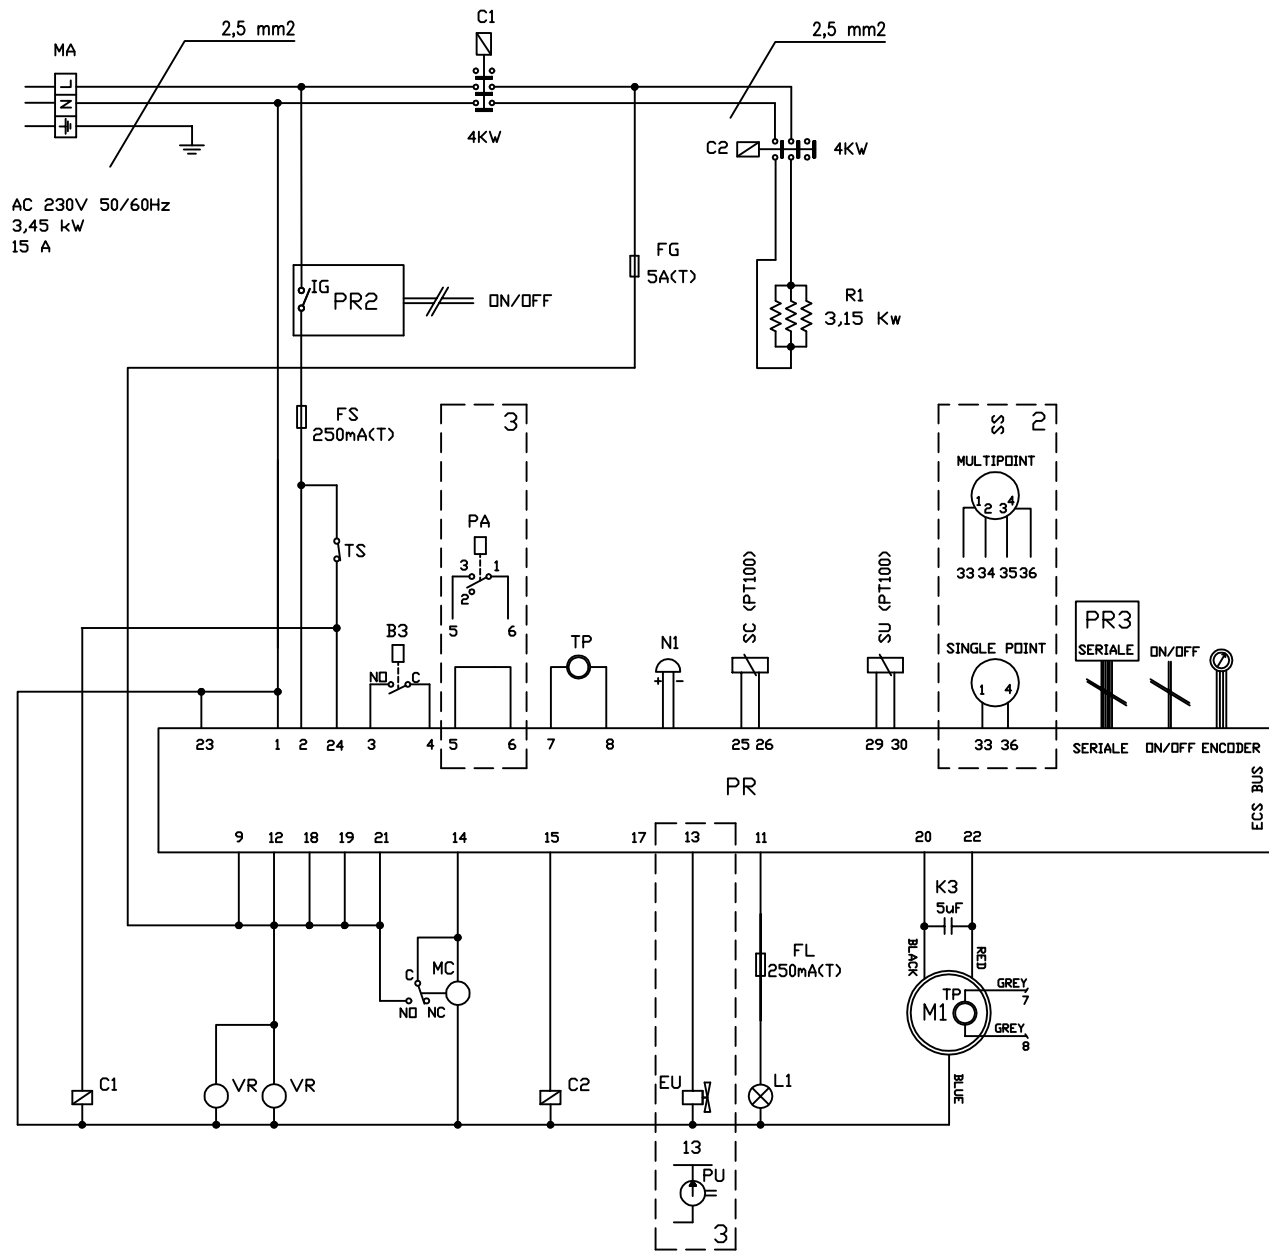 C1
2,5 mm2
2,5 mm2
MA
L
N
4KW
C2
4KW
AC 230V 50/60Hz
3,45 kW
15 A
FG
5A(T)
IG
PR2
ON/OFF
R1
3,15 Kw
FS
250mA(T)
3
SS
2
MULTIPOINT
1 2 3 4
33 34 35 36
PA
3 1
2
5 6
TS
SC (PT100)
SU (PT100)
B3
NO C
TP
N1
+ -
SINGLE POINT
1 4
PR3
SERIALE
ON/OFF
23 1 2 24 3 4 5 6 7 8 25 26 29 30 33 36 SERIALE ON/OFF ENCODER
PR
ECS BUS
9 12 18 19 21 14 15 17 13 11 20 22
K3
5uF
BLACK
RED
FL
250mA(T)
C
MC
NO NC
M1
TP
GREY
7
GREY
8
BLUE
C1
VR
VR
C2
EU
L1
13
PU
3